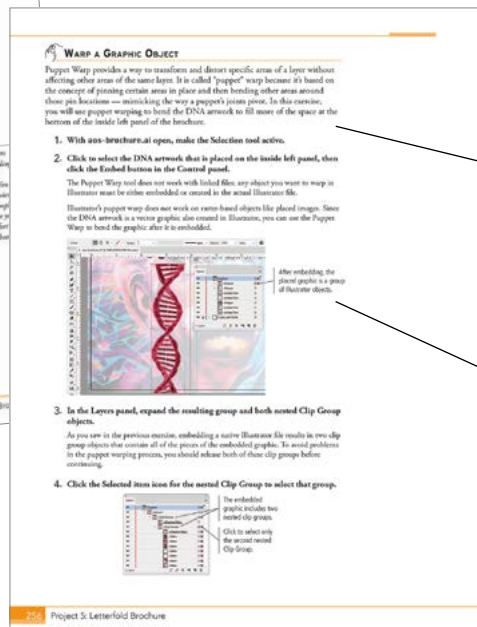 WARP A GRAPHIC OBJECT
Puppet Warp provides a way to transform and distort specific areas of a layer without
affecting other areas of the same layer. It is called "puppet" warp because it's based on
the concept of pinning certain areas in place and then bending other areas around
those pin locations — mimicking the way a puppet's joints pivot. In this exercise,
you will use puppet warping to bend the DNA artwork to fill more of the space at the
bottom of the inside left panel of the brochure.
1. With aos-brochure.ai open, make the Selection tool active.
2. Click to select the DNA artwork that is placed on the inside left panel, then
click the Embed button in the Control panel.
The Puppet Warp tool does not work with linked files; any object you want to warp in
Illustrator must be either embedded or created in the actual Illustrator file.
Illustrator's puppet warp does not work on raster-based objects like placed images. Since
the DNA artwork is a vector graphic also created in Illustrator, you can use the Puppet
Warp to bend the graphic after it is embedded.
After embedding, the
placed graphic is a group
of Illustrator objects.
3. In the Layers panel, expand the resulting group and both nested Clip Group
objects.
As you saw in the previous exercise, embedding a native Illustrator file results in two clip
group objects that contain all of the pieces of the embedded graphic. To avoid problems
in the puppet warping process, you should release both of these clip groups before
continuing.
4. Click the Selected item icon for the nested Clip Group to select that group.
The embedded
graphic includes two
nested clip groups.
Click to select only
the second nested
Clip Group.
256 Project 5: Letterfold Brochure